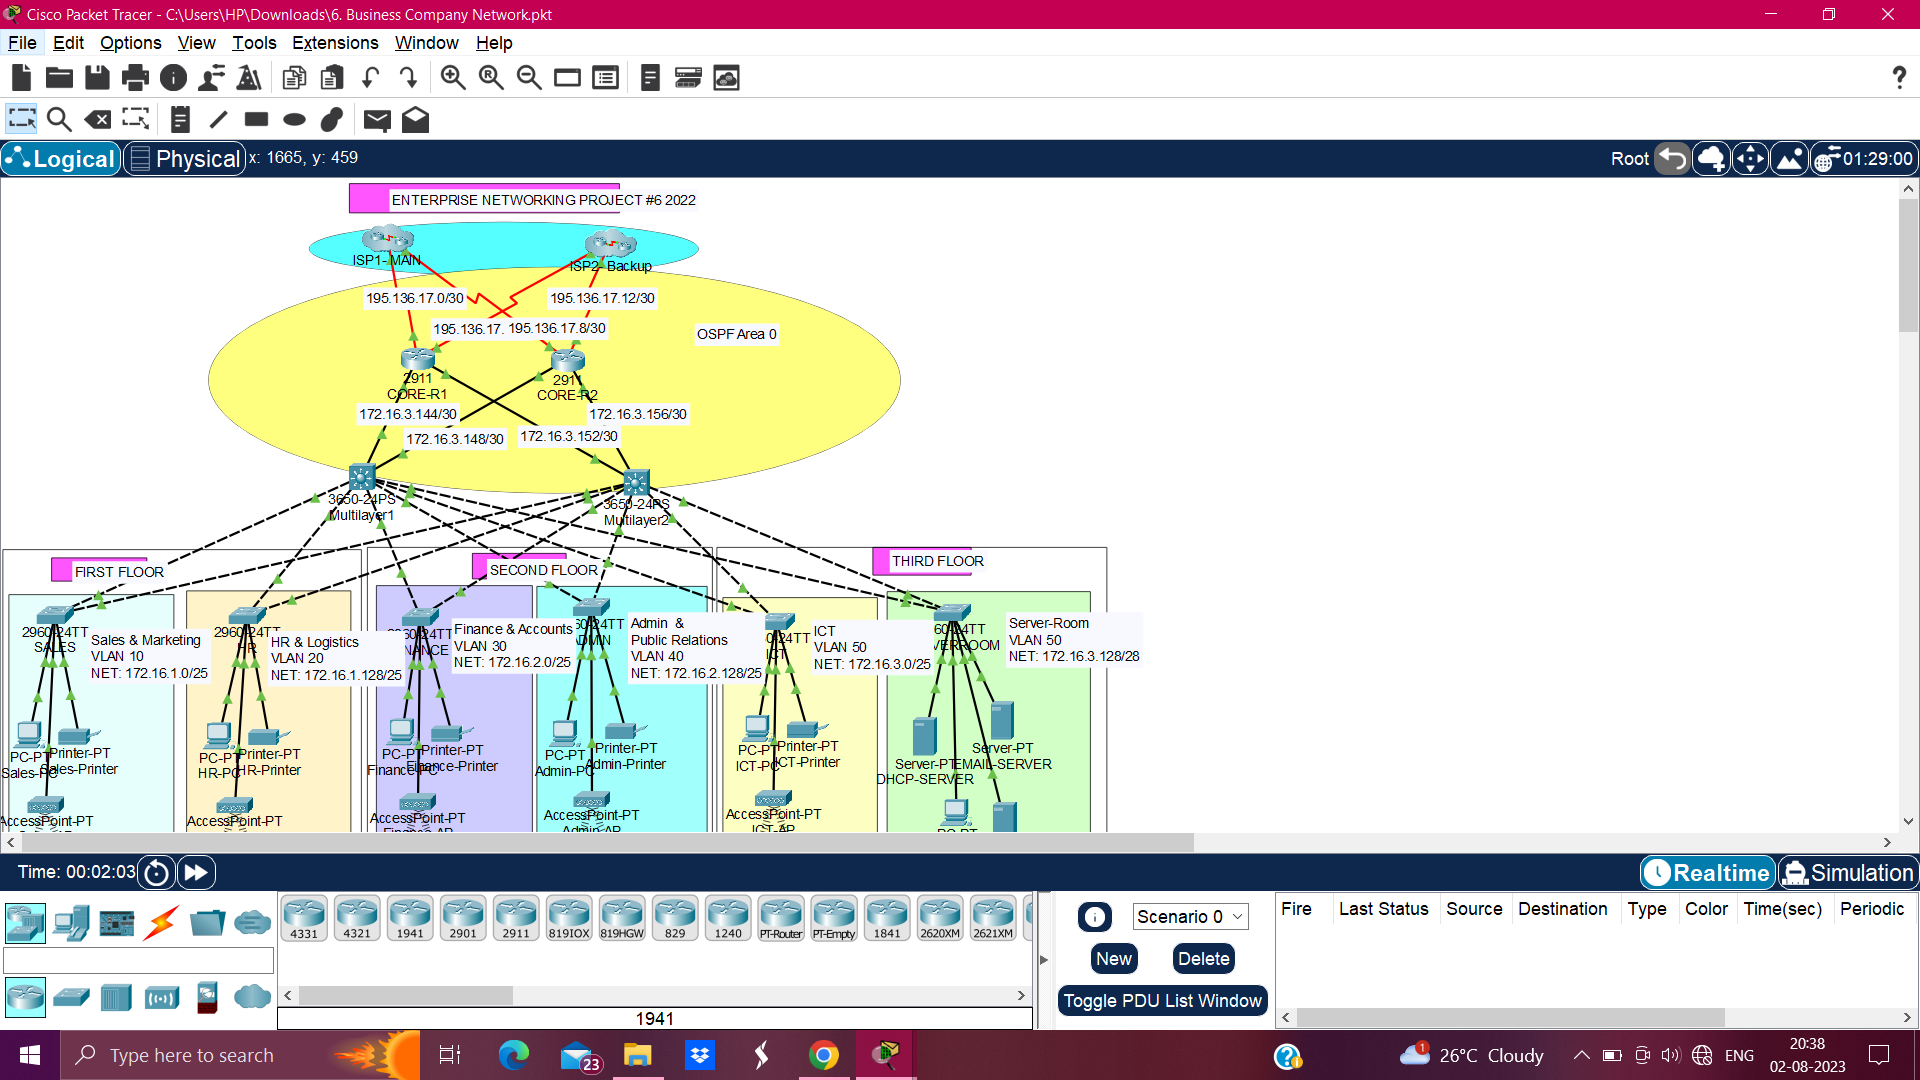 Cisco Packet Tracer - C:\Users\HP\Downloads\6. Business Company Network.pkt
File Edit Options View Tools Extensions Window Help
Logical Physical x: 1665, y: 459
Root 01:29:00
ENTERPRISE NETWORKING PROJECT #6 2022
ISP1-MAIN
ISP2- Backup
195.136.17.0/30
195.136.17.12/30
195.136.17.
195.136.17.8/30
OSPF Area 0
2911
CORE-R1
2911
CORE-R2
172.16.3.144/30
172.16.3.156/30
172.16.3.148/30
172.16.3.152/30
3650-24PS
Multilayer1
3650-24PS
Multilayer2
FIRST FLOOR
SECOND FLOOR
THIRD FLOOR
2960-24TT
SALES
Sales & Marketing
VLAN 10
NET: 172.16.1.0/25
2960-24TT
HR
HR & Logistics
VLAN 20
NET: 172.16.1.128/25
60-24TT
NANCE
Finance & Accounts
VLAN 30
NET: 172.16.2.0/25
60-24TT
ADMIN
Admin &
Public Relations
VLAN 40
NET: 172.16.2.128/25
0-24TT
ICT
ICT
VLAN 50
NET: 172.16.3.0/25
60-24TT
VERROOM
Server-Room
VLAN 50
NET: 172.16.3.128/28
PC-PT
Sales-PC
Printer-PT
Sales-Printer
PC-PT
HR-PC
Printer-PT
HR-Printer
PC-PT
Finance-PC
Printer-PT
Finance-Printer
PC-PT
Admin-PC
Printer-PT
Admin-Printer
PC-PT
ICT-PC
Printer-PT
ICT-Printer
Server-PT
DHCP-SERVER
Server-PT
EMAIL-SERVER
AccessPoint-PT
AccessPoint-PT
AccessPoint-PT
Finance-AP
AccessPoint-PT
Admin-AP
AccessPoint-PT
ICT-AP
PC-PT
Time: 00:02:03
Realtime Simulation
4331 4321 1941 2901 2911 819IOX 819HGW 829 1240 PT-Router PT-Empty 1841 2620XM 2621XM
1941
Scenario 0
New Delete
Toggle PDU List Window
Fire Last Status Source Destination Type Color Time(sec) Periodic
Type here to search
23
1
26°C Cloudy
ENG
20:38
02-08-2023